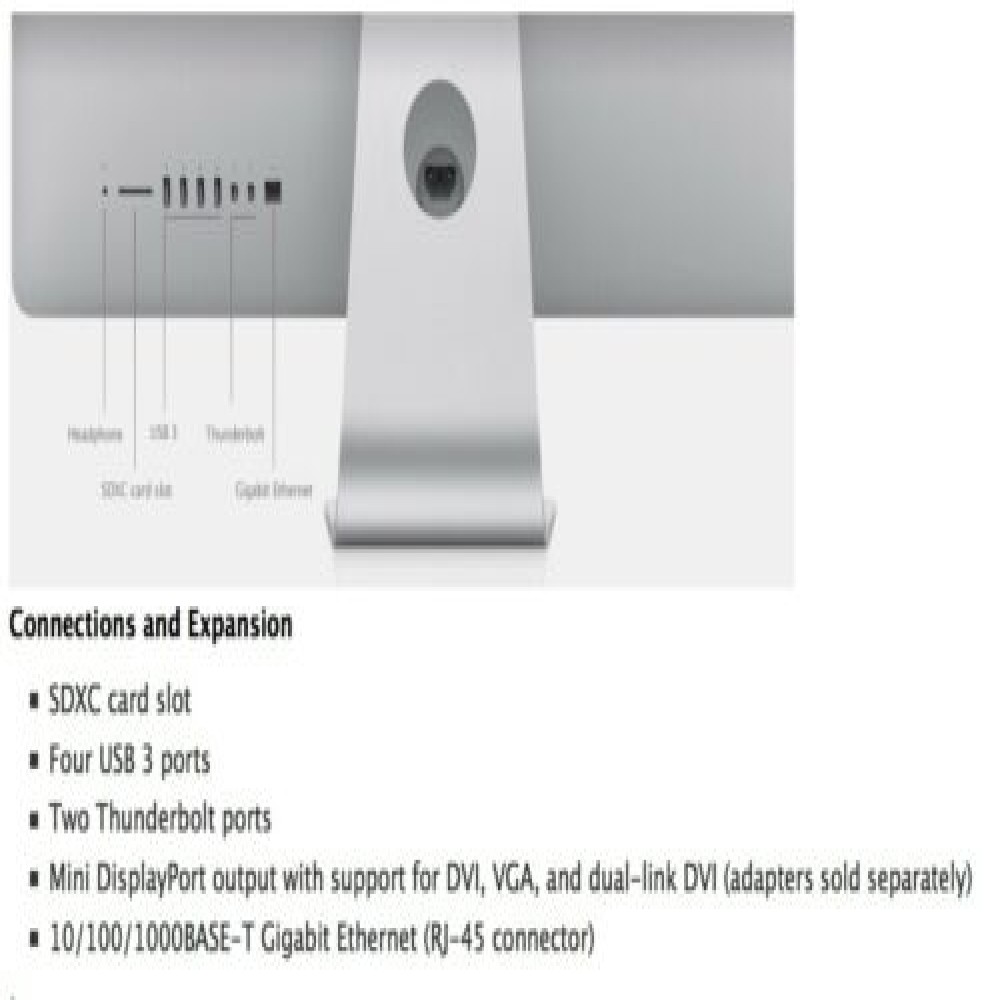 Headphone
USB 3
Thunderbolt
SDXC card slot
Gigabit Ethernet
Connections and Expansion
▪ SDXC card slot
▪ Four USB 3 ports
▪ Two Thunderbolt ports
▪ Mini DisplayPort output with support for DVI, VGA, and dual-link DVI (adapters sold separately)
▪ 10/100/1000BASE-T Gigabit Ethernet (RJ-45 connector)